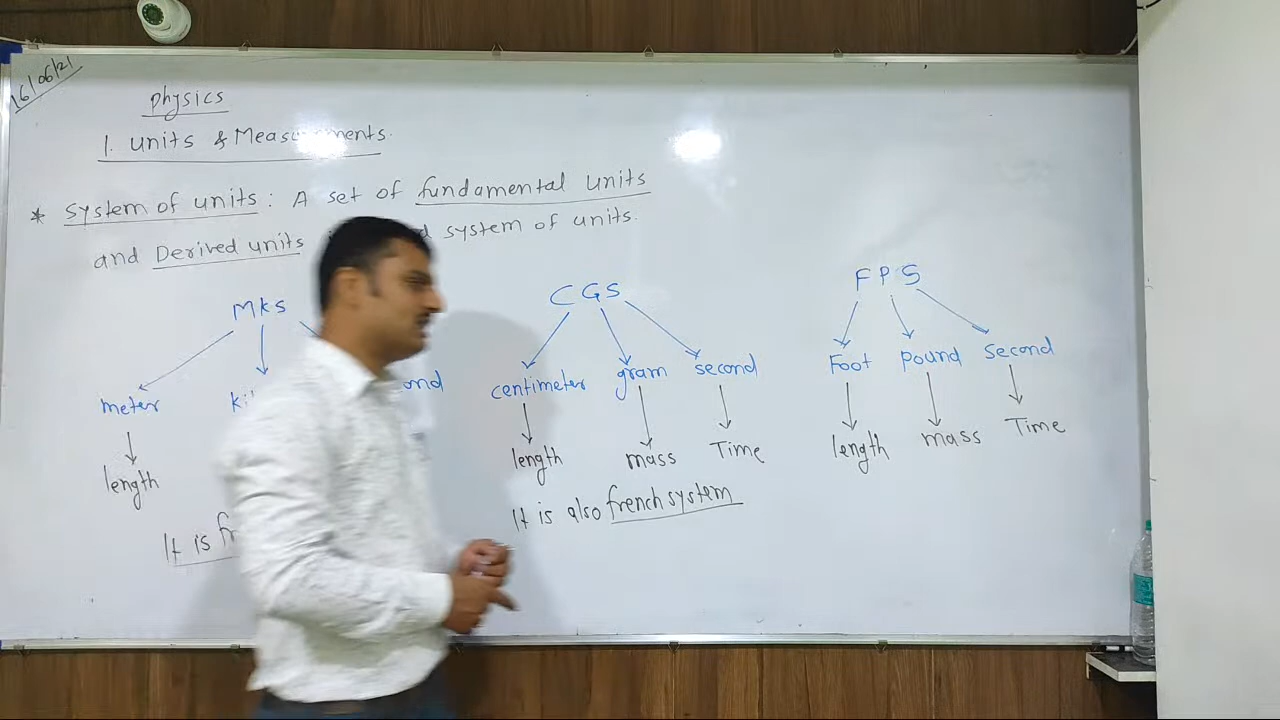 16/06/21
Physics
1. Units & Measurements.
* System of units: A set of fundamental units
and Derived units system of units.
MKS CGS FPS
meter centimeter gram second Foot pound second
length length mass Time length mass Time
It is It is also french system